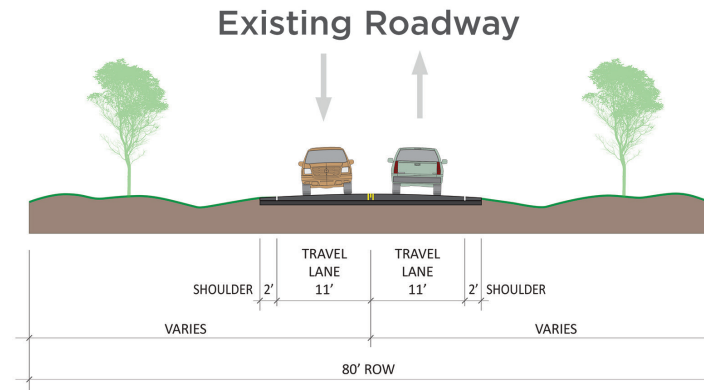 Existing Roadway
TRAVEL
LANE
11'
TRAVEL
LANE
11'
SHOULDER
2'
2'
SHOULDER
VARIES
VARIES
80' ROW